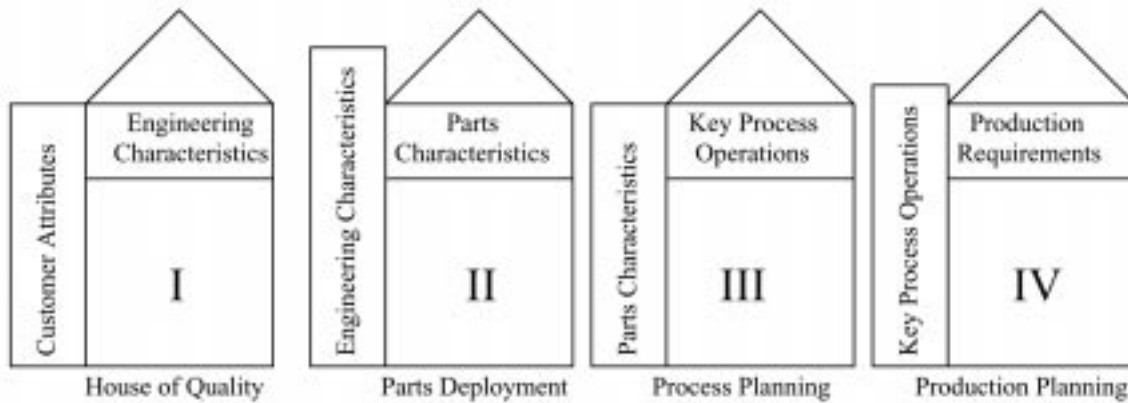 Customer Attributes
Engineering
Characteristics
I
House of Quality
Engineering Characteristics
Parts
Characteristics
II
Parts Deployment
Parts Characteristics
Key Process
Operations
III
Process Planning
Key Process Operations
Production
Requirements
IV
Production Planning